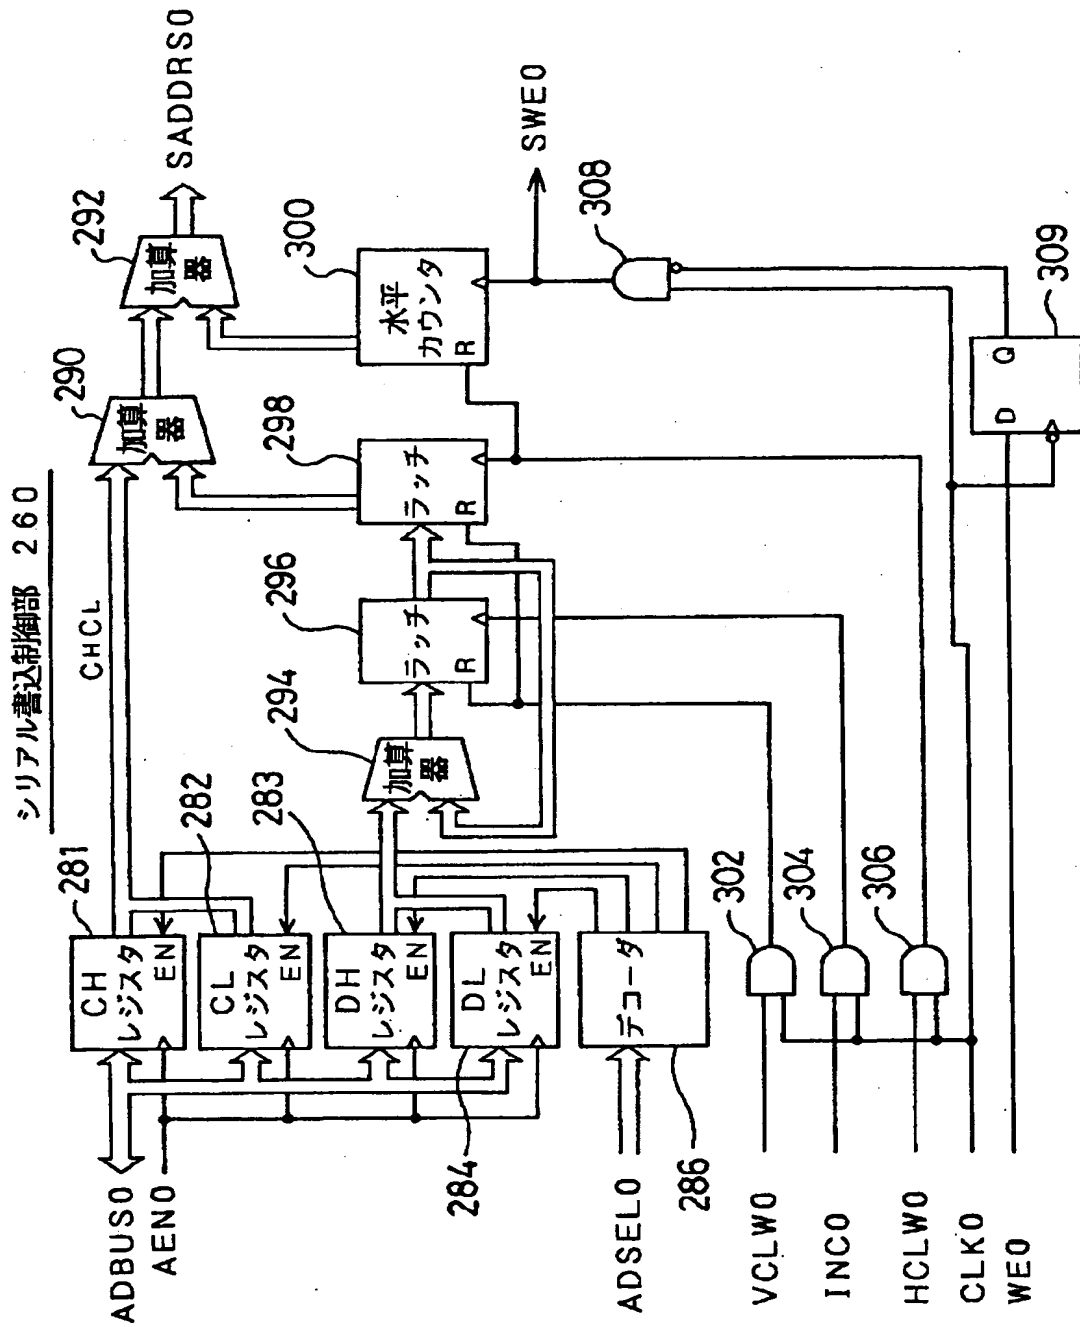 シリアル書込制御部 260
ADBUS0
AEN0
281
CH
レジスタ
EN
282
CL
レジスタ
EN
283
DH
レジスタ
EN
284
DL
レジスタ
EN
ADSEL0
286
デコーダ
CHCL
290
加算
器
292
加算
器
SADDRS0
294
加算
器
296
ラッチ
R
298
ラッチ
R
300
水平
カウンタ
R
SWE0
302
304
306
308
309
D
Q
VCLW0
INC0
HCLW0
CLK0
WE0